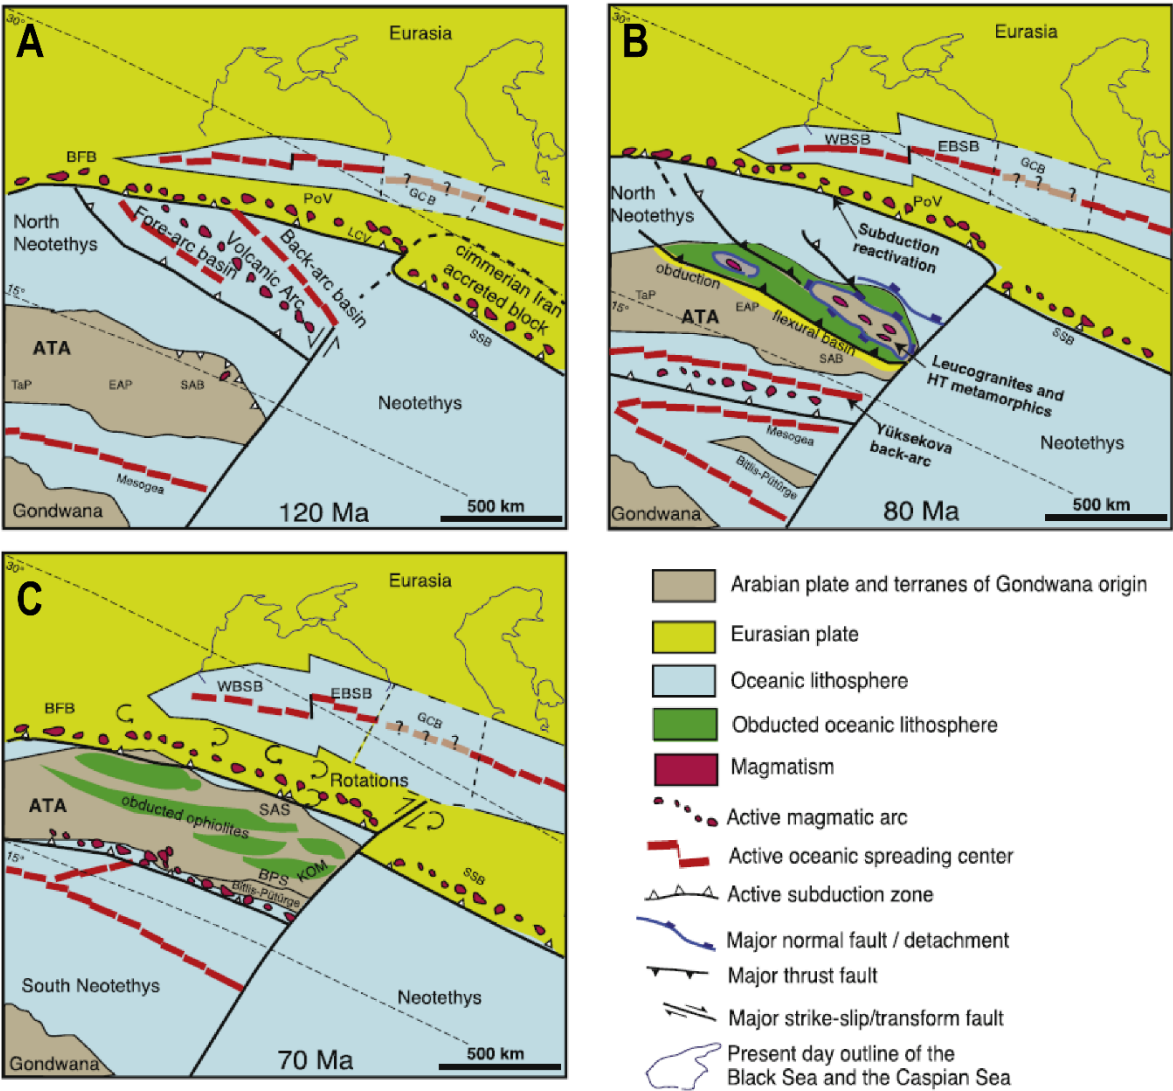 A
30°
Eurasia
BFB
?
?
?
GCB
PoV
LCV
North
Neotethys
Fore-arc basin
Volcanic Arc
Back-arc basin
cimmerian Iran
accreted block
SSB
15°
ATA
TaP
EAP
SAB
Neotethys
Mesogea
Gondwana
120 Ma
500 km
B
30°
Eurasia
WBSB
EBSB
GCB
?
?
?
PoV
North
Neotethys
Subduction
reactivation
obduction
TaP
15°
ATA
EAP
flexural basin
SAB
SSB
Leucogranites and
HT metamorphics
Yüksekova
back-arc
Neotethys
Mesogea
Bitlis-Pütürge
Gondwana
80 Ma
500 km
C
30°
Eurasia
WBSB
EBSB
GCB
?
?
?
BFB
Rotations
ATA
obducted ophiolites
SAS
15°
BPS
KOM
Bitlis-Pütürge
SSB
South Neotethys
Neotethys
Gondwana
70 Ma
500 km
Arabian plate and terranes of Gondwana origin
Eurasian plate
Oceanic lithosphere
Obducted oceanic lithosphere
Magmatism
Active magmatic arc
Active oceanic spreading center
Active subduction zone
Major normal fault / detachment
Major thrust fault
Major strike-slip/transform fault
Present day outline of the
Black Sea and the Caspian Sea